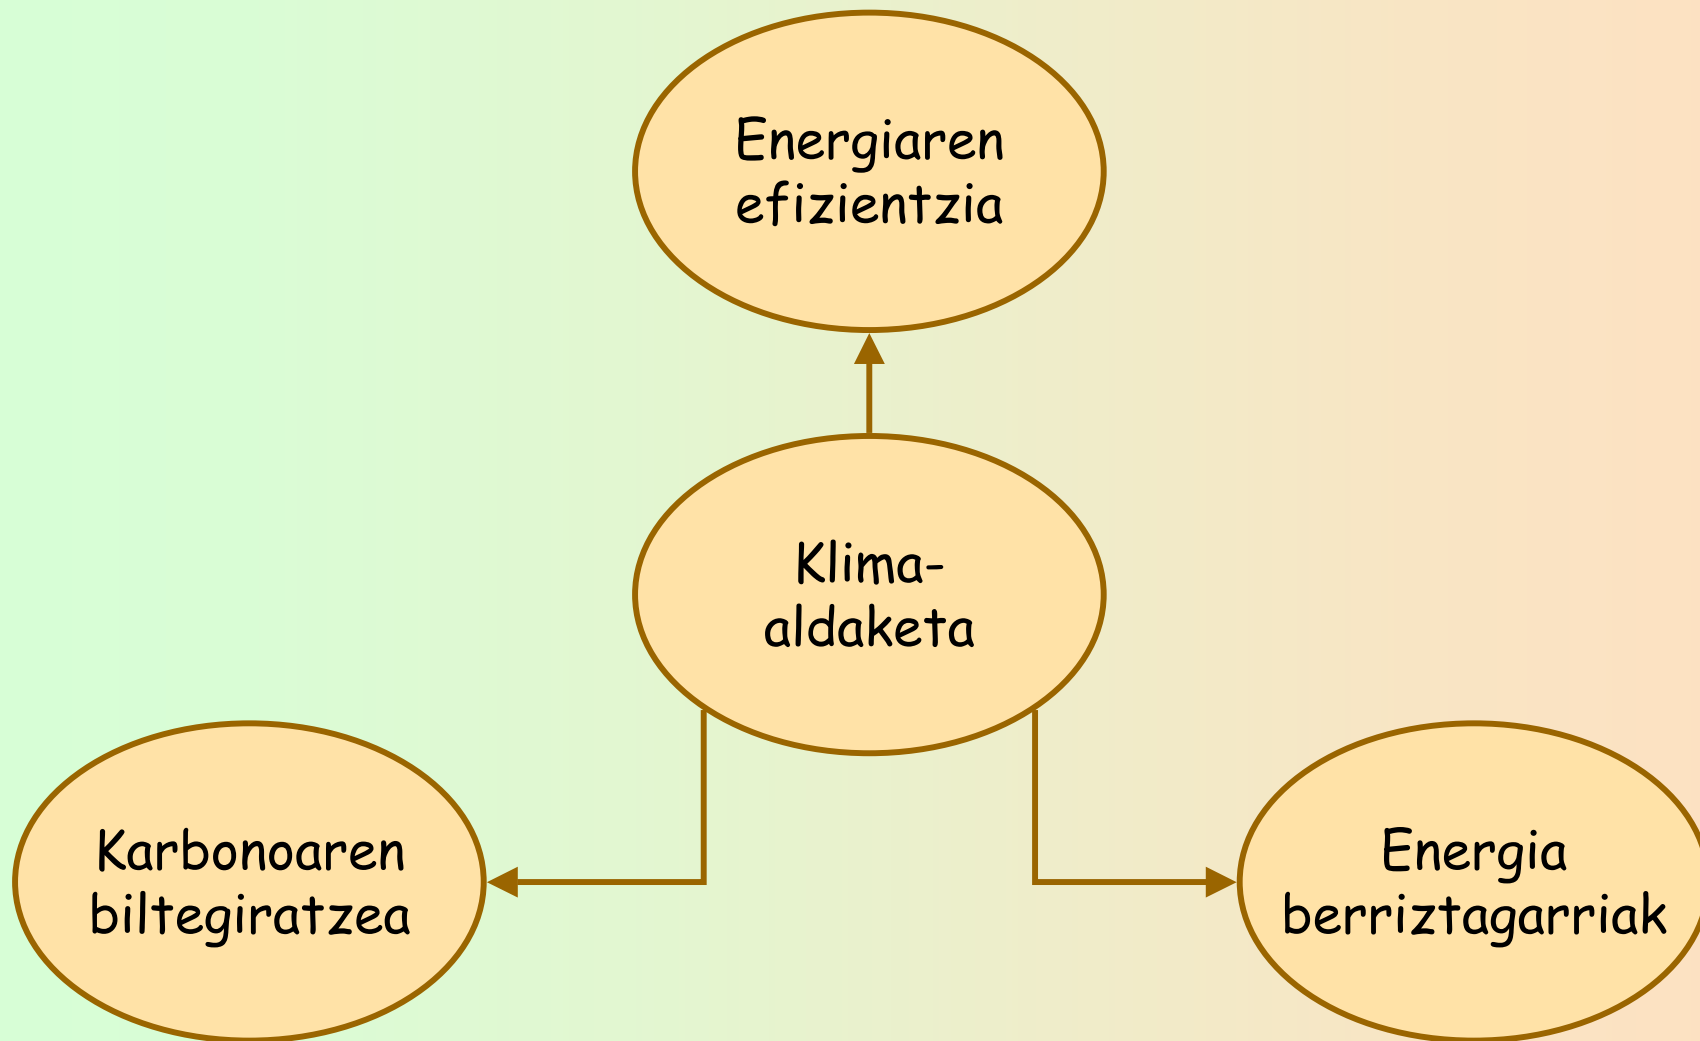 Energiaren
efizientzia
Klima-
aldaketa
Karbonoaren
biltegiratzea
Energia
berriztagarriak